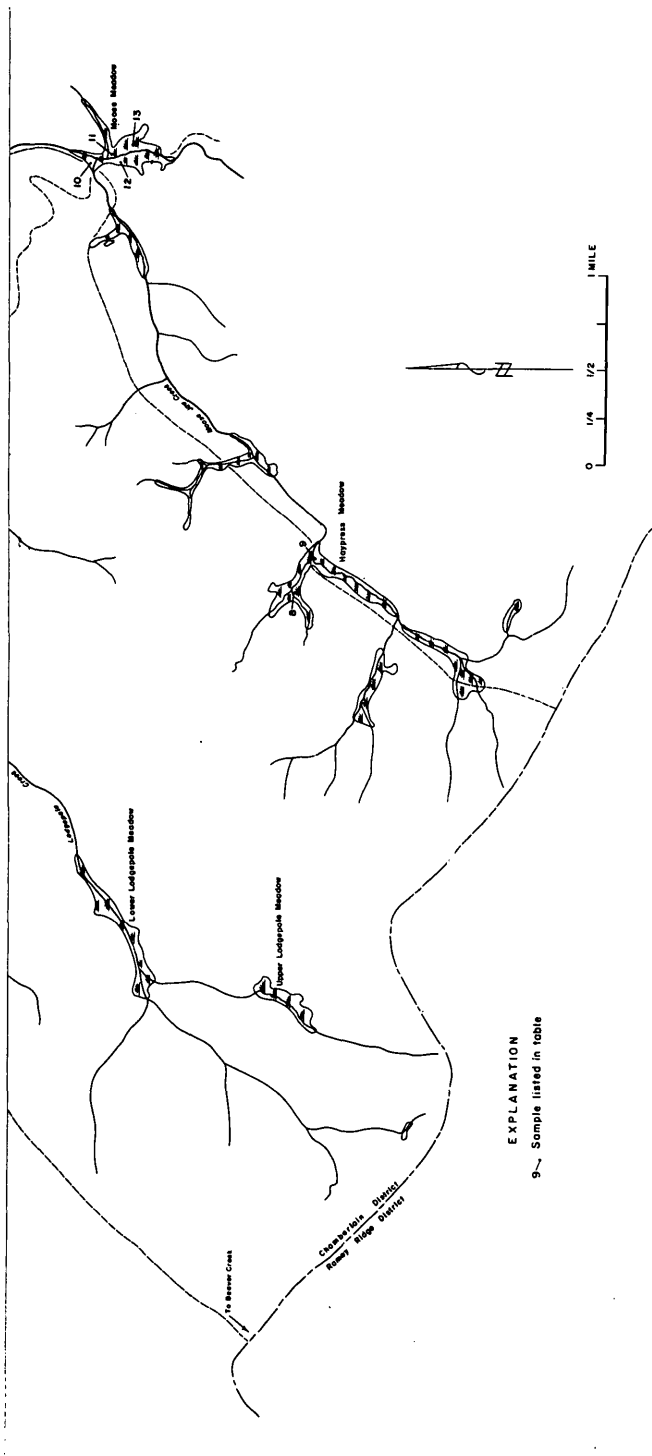 Moose Meadow
10
11
12
13
Moose Jaw Creek
Haypress Meadow
9
8
Lodgepole Creek
Lower Lodgepole Meadow
Upper Lodgepole Meadow
To Beaver Creek
Chamberlain District
Ramey Ridge District
N
0 1/4 1/2 1 MILE
EXPLANATION
9 Sample listed in table